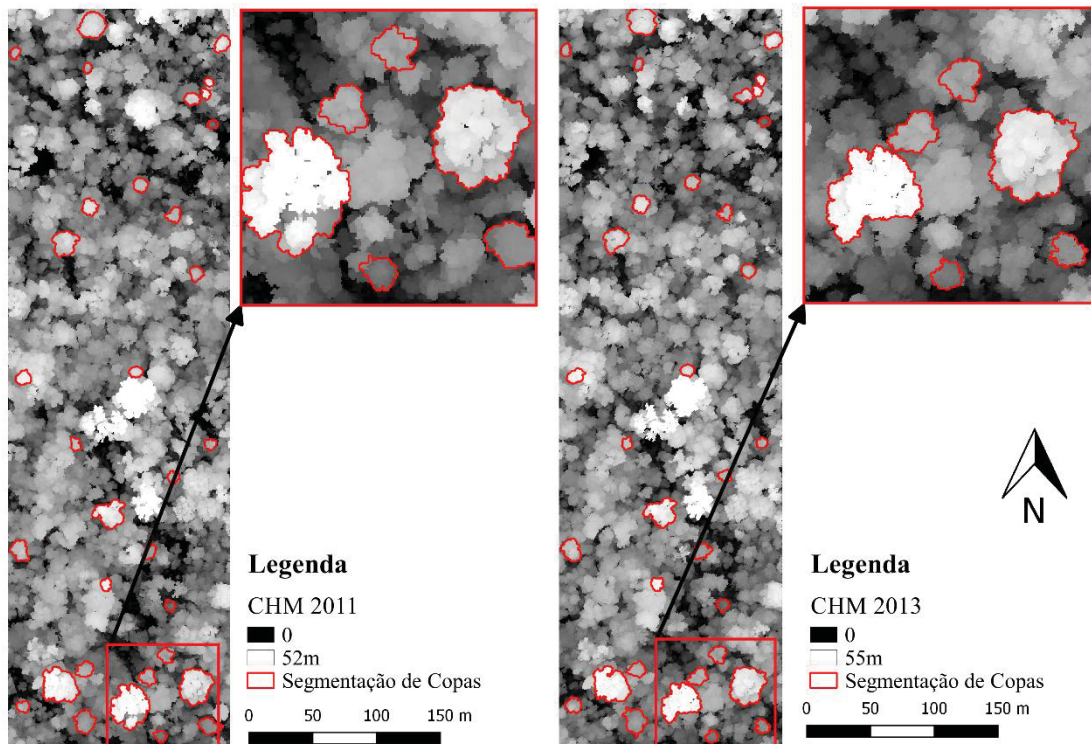 Legenda
CHM 2011
0
52m
Segmentação de Copas
0 50 100 150 m
N
Legenda
CHM 2013
0
55m
Segmentação de Copas
0 50 100 150 m